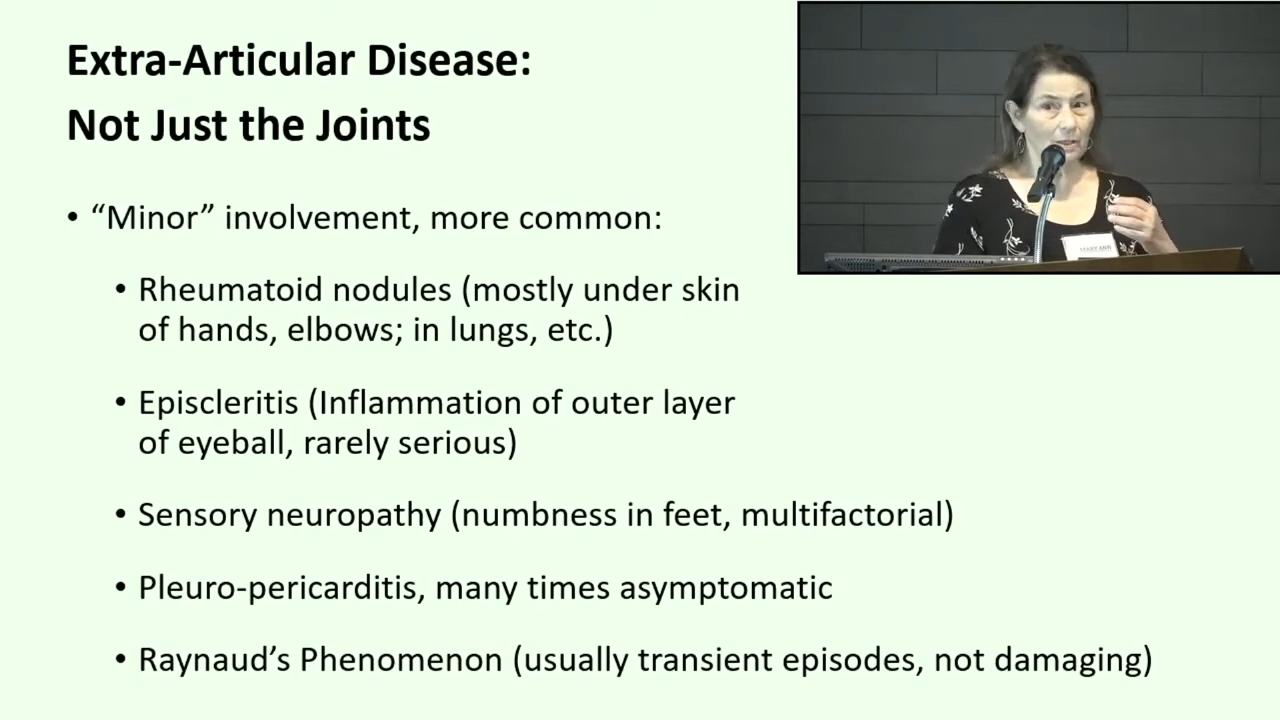 Extra-Articular Disease:
Not Just the Joints
• “Minor” involvement, more common:
• Rheumatoid nodules (mostly under skin
of hands, elbows; in lungs, etc.)
• Episcleritis (Inflammation of outer layer
of eyeball, rarely serious)
• Sensory neuropathy (numbness in feet, multifactorial)
• Pleuro-pericarditis, many times asymptomatic
• Raynaud’s Phenomenon (usually transient episodes, not damaging)
MARY ANN